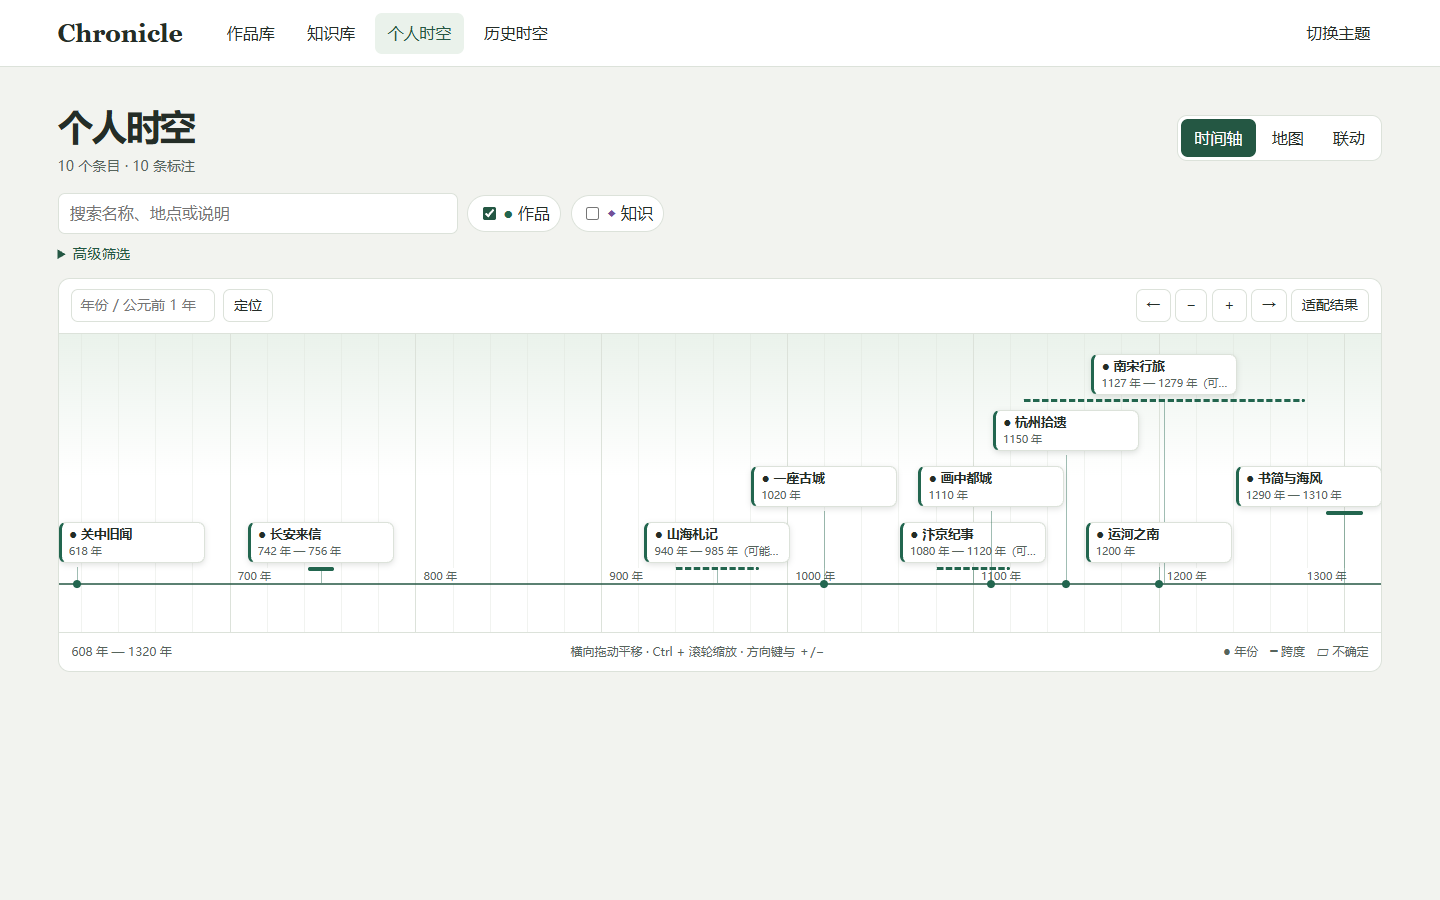 Chronicle 作品库 知识库 个人时空 历史时空 切换主题
个人时空
10 个条目 · 10 条标注
时间轴 地图 联动
搜索名称、地点或说明 ● 作品 ◆ 知识
▶ 高级筛选
年份 / 公元前 1 年 定位 ← − + → 适配结果
● 南宋行旅
1127 年 — 1279 年（可...
● 杭州拾遗
1150 年
● 一座古城
1020 年
● 画中都城
1110 年
● 书简与海风
1290 年 — 1310 年
● 关中旧闻
618 年
● 长安来信
742 年 — 756 年
● 山海札记
940 年 — 985 年（可能...
● 汴京纪事
1080 年 — 1120 年（可...
● 运河之南
1200 年
700 年 800 年 900 年 1000 年 1100 年 1200 年 1300 年
608 年 — 1320 年 横向拖动平移 · Ctrl + 滚轮缩放 · 方向键与 +/− ● 年份 ━ 跨度 ▱ 不确定